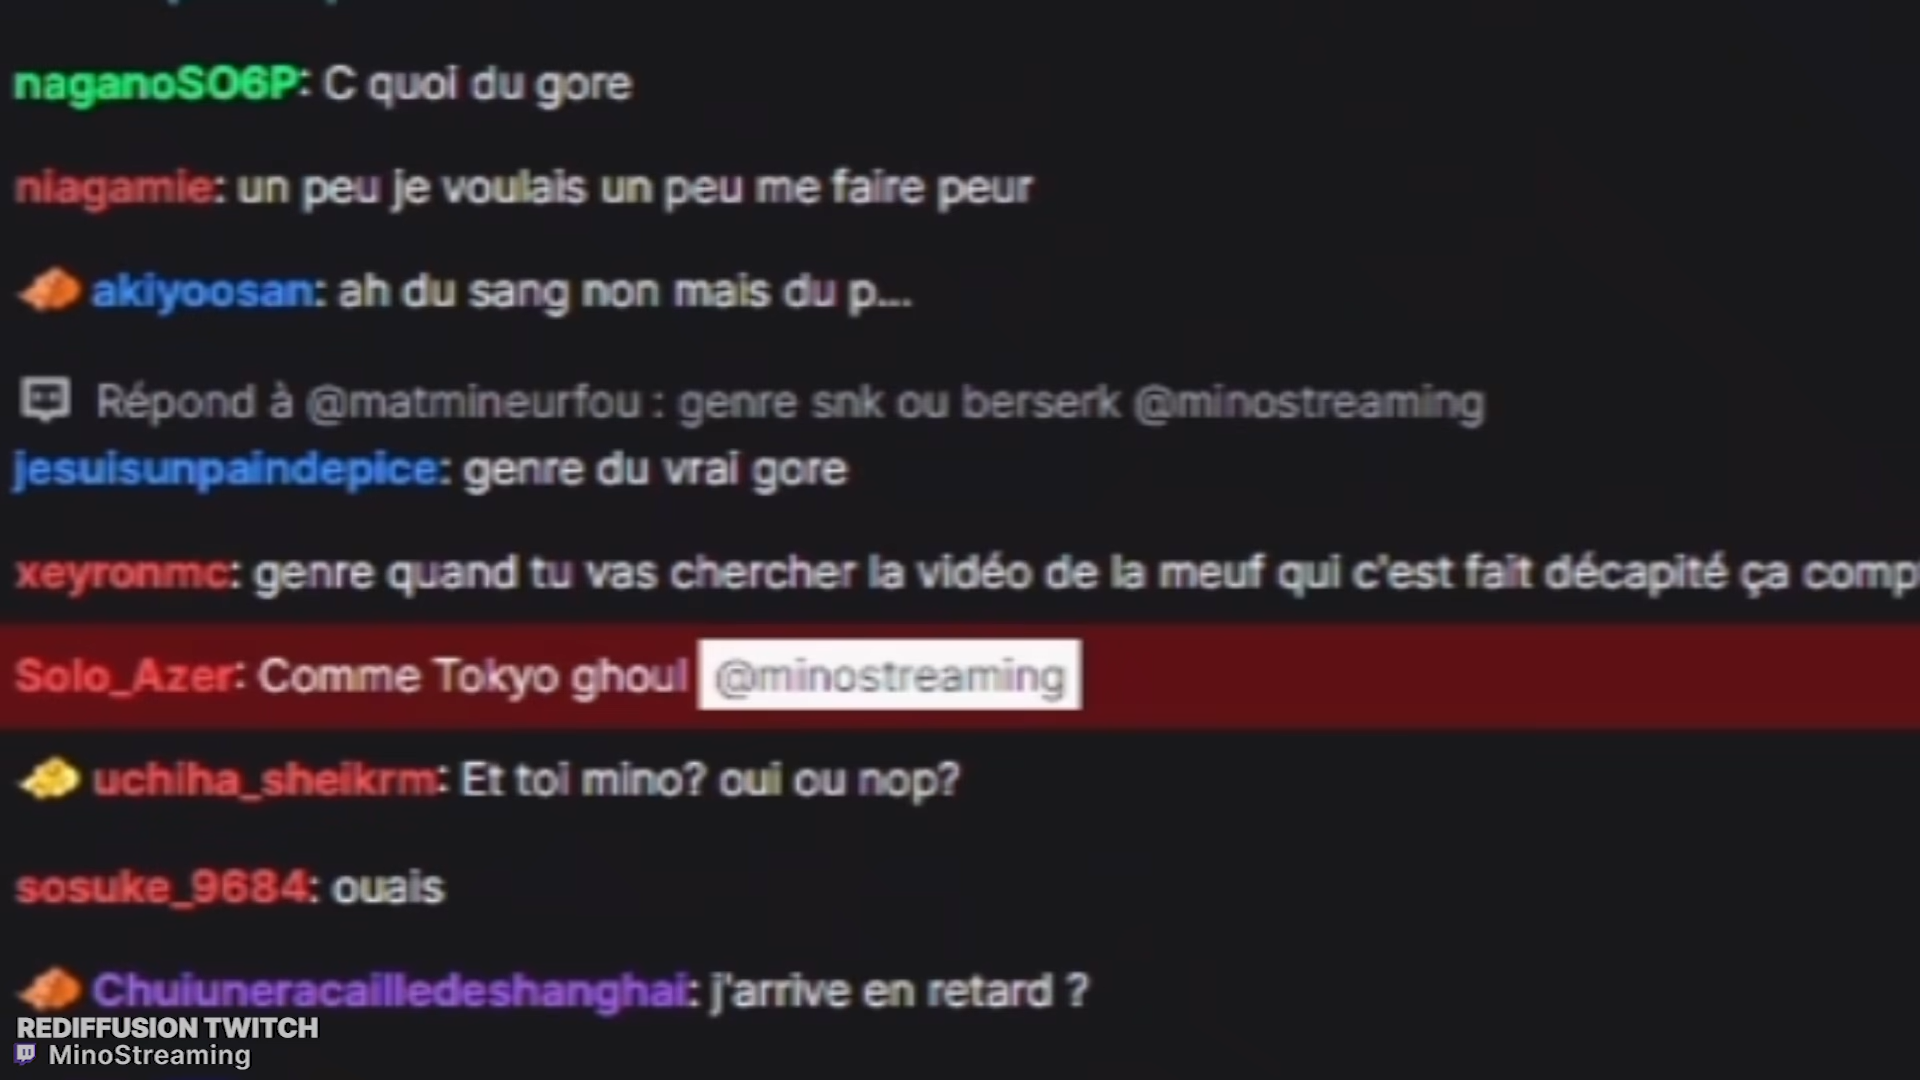 naganoSO6P: C quoi du gore
niagamie: un peu je voulais un peu me faire peur
akiyoosan: ah du sang non mais du p...
Répond à @matmineurfou : genre snk ou berserk @minostreaming
jesuisunpaindepice: genre du vrai gore
xeyronmc: genre quand tu vas chercher la vidéo de la meuf qui c'est fait décapité ça comp
Solo_Azer: Comme Tokyo ghoul @minostreaming
uchiha_sheikrm: Et toi mino? oui ou nop?
sosuke_9684: ouais
Chuiuneracailledeshanghai: j'arrive en retard ?
REDIFFUSION TWITCH
MinoStreaming